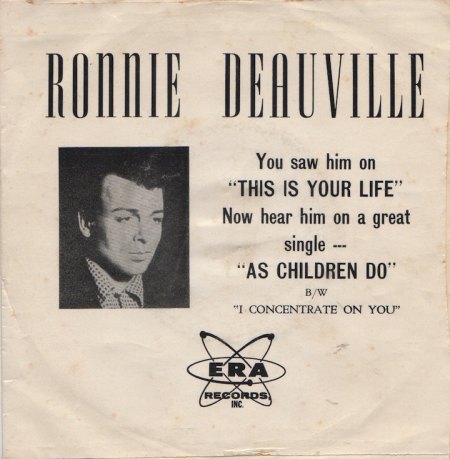 RONNIE DEAUVILLE
You saw him on
"THIS IS YOUR LIFE"
Now hear him on a great
single ---
"AS CHILDREN DO"
B/W
"I CONCENTRATE ON YOU"
ERA
RECORDS
INC.